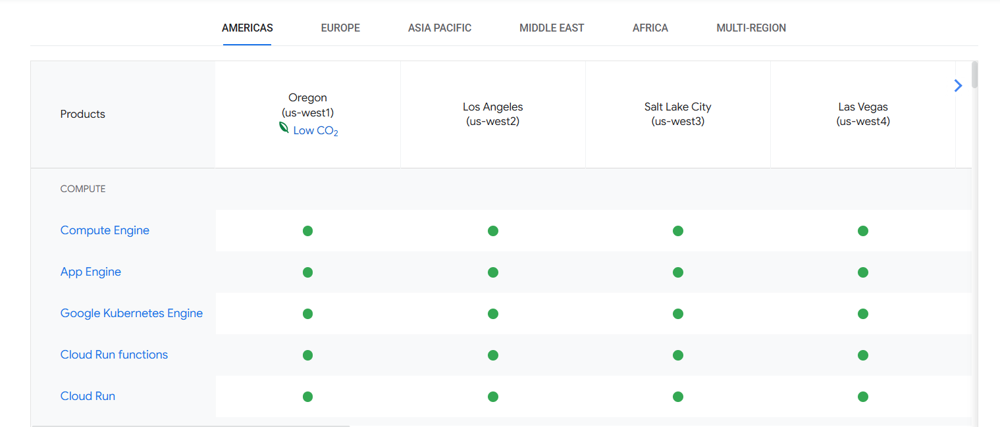 AMERICAS EUROPE ASIA PACIFIC MIDDLE EAST AFRICA MULTI-REGION
Products
Oregon
(us-west1)
Low CO₂
Los Angeles
(us-west2)
Salt Lake City
(us-west3)
Las Vegas
(us-west4)
COMPUTE
Compute Engine
App Engine
Google Kubernetes Engine
Cloud Run functions
Cloud Run